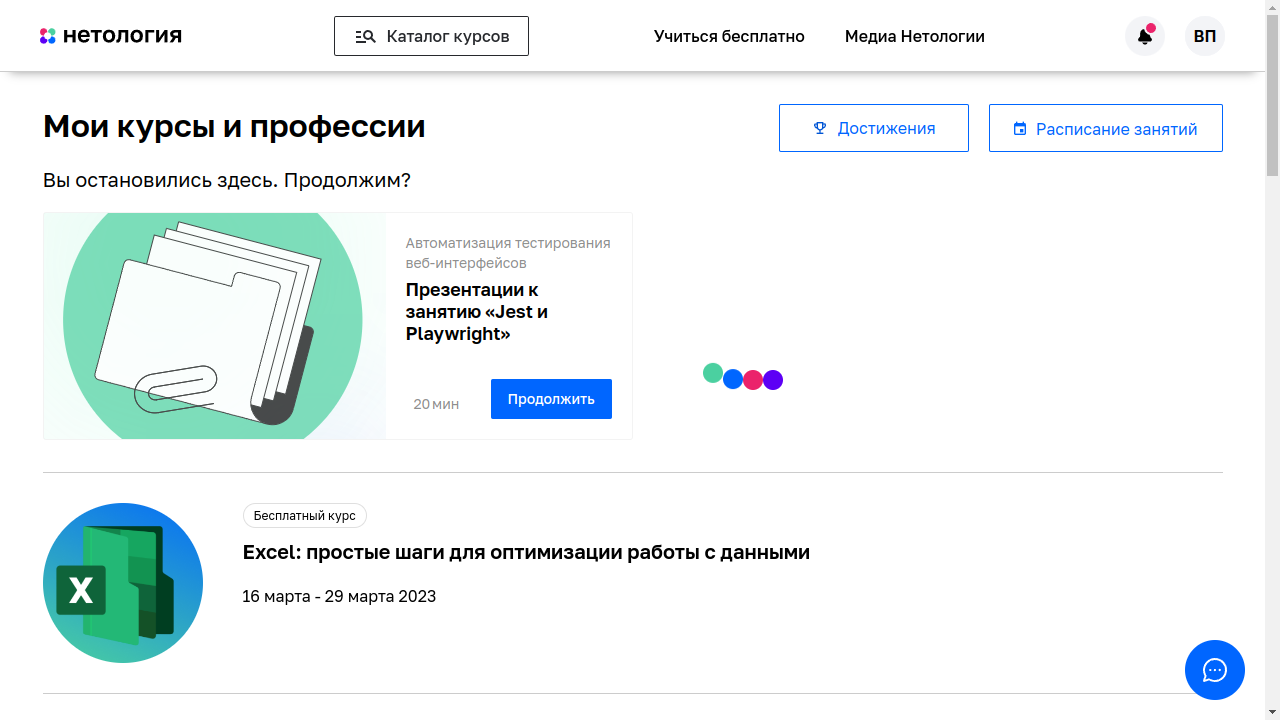 нетология
Каталог курсов
Учиться бесплатно
Медиа Нетологии
ВП
Мои курсы и профессии
Достижения
Расписание занятий
Вы остановились здесь. Продолжим?
Автоматизация тестирования
веб-интерфейсов
Презентации к
занятию «Jest и
Playwright»
20 мин
Продолжить
Бесплатный курс
Excel: простые шаги для оптимизации работы с данными
16 марта - 29 марта 2023
X